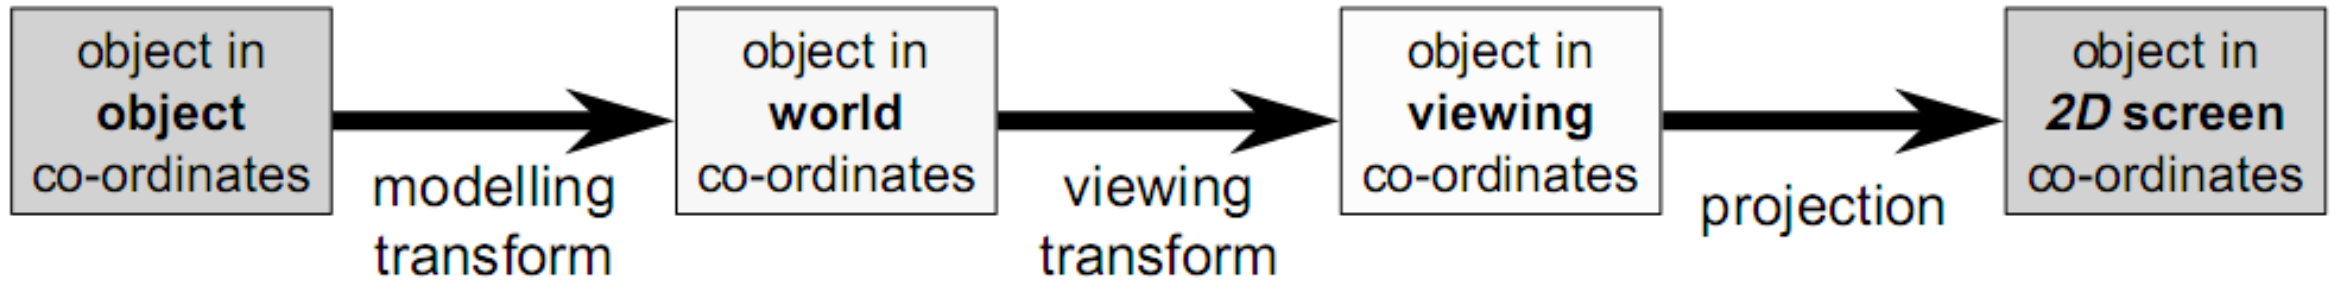 object in
object
co-ordinates
modelling
transform
object in
world
co-ordinates
viewing
transform
object in
viewing
co-ordinates
projection
object in
2D screen
co-ordinates